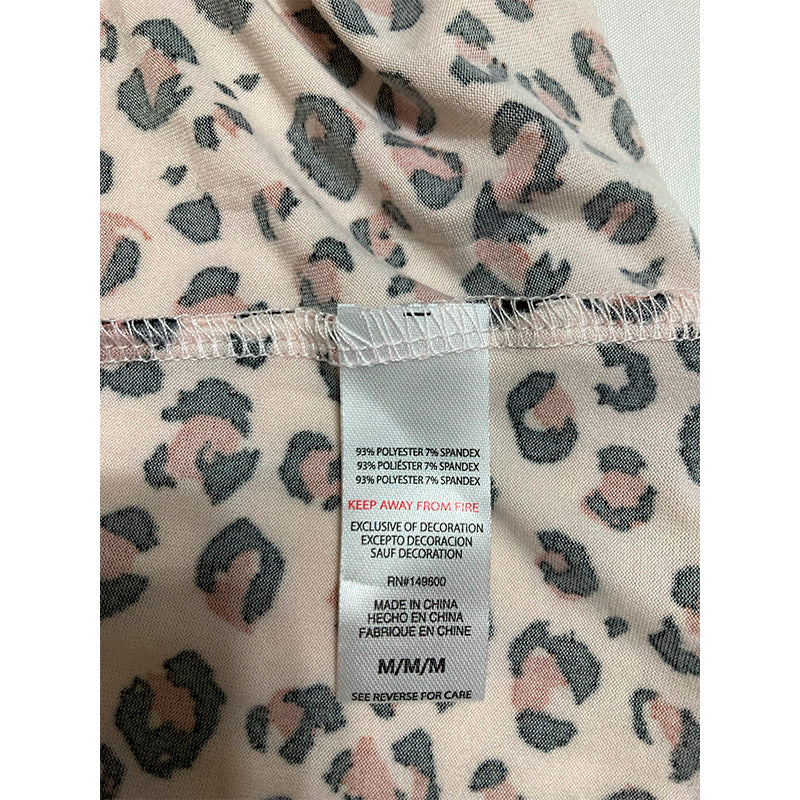 93% POLYESTER 7% SPANDEX
93% POLIÉSTER 7% SPANDEX
93% POLYESTER 7% SPANDEX
KEEP AWAY FROM FIRE
EXCLUSIVE OF DECORATION
EXCEPTO DECORACION
SAUF DECORATION
RN#149600
MADE IN CHINA
HECHO EN CHINA
FABRIQUE EN CHINE
M/M/M
SEE REVERSE FOR CARE